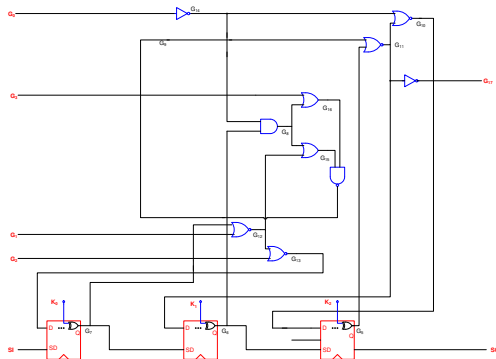 G₀
G₁₄
G₁₀
G₉
G₁₁
G₁₇
G₃
G₁₆
G₈
G₁₅
G₁
G₁₂
G₂
G₁₃
K₀ K₁ K₂
D ... Q G₇ D ... Q G₆ D ... Q G₅
SI SD SD SD